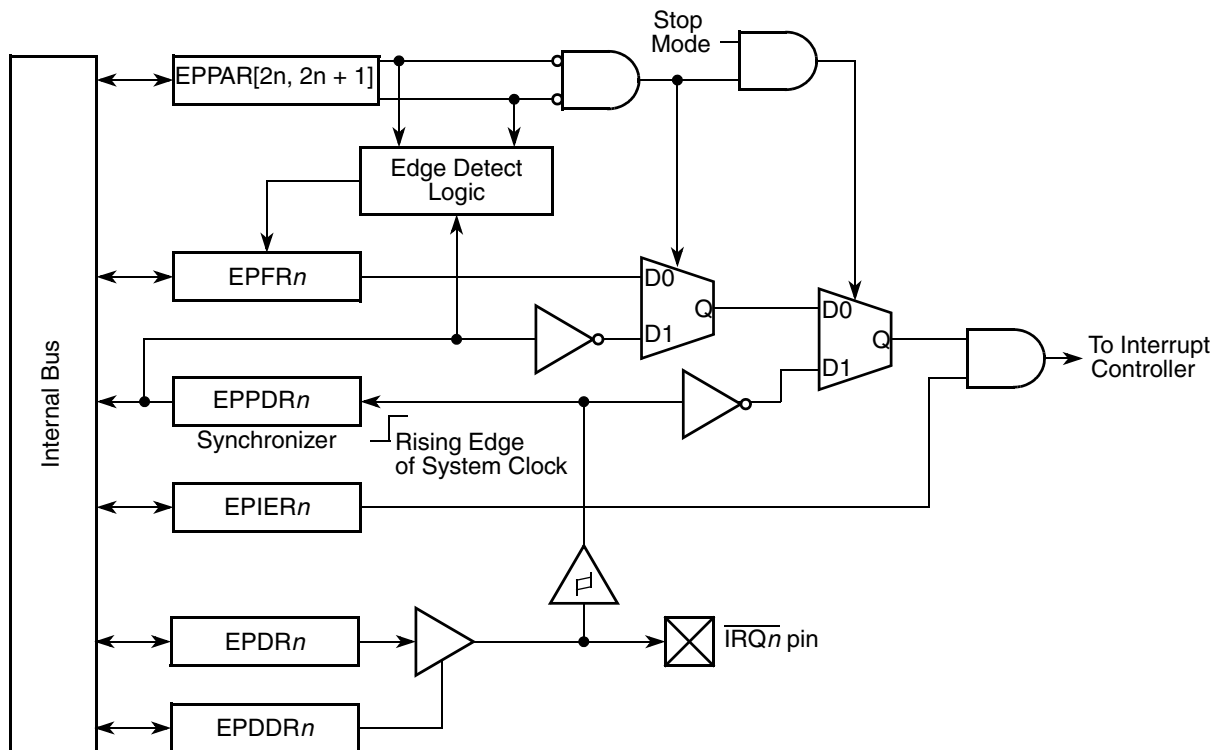 Stop
Mode
EPPAR[2n, 2n + 1]
Edge Detect
Logic
EPFRn
D0
D1
Q
D0
D1
Q
To Interrupt
Controller
Internal Bus
EPPDRn
Synchronizer
Rising Edge
of System Clock
EPIERn
EPDRn
IRQn pin
EPDDRn